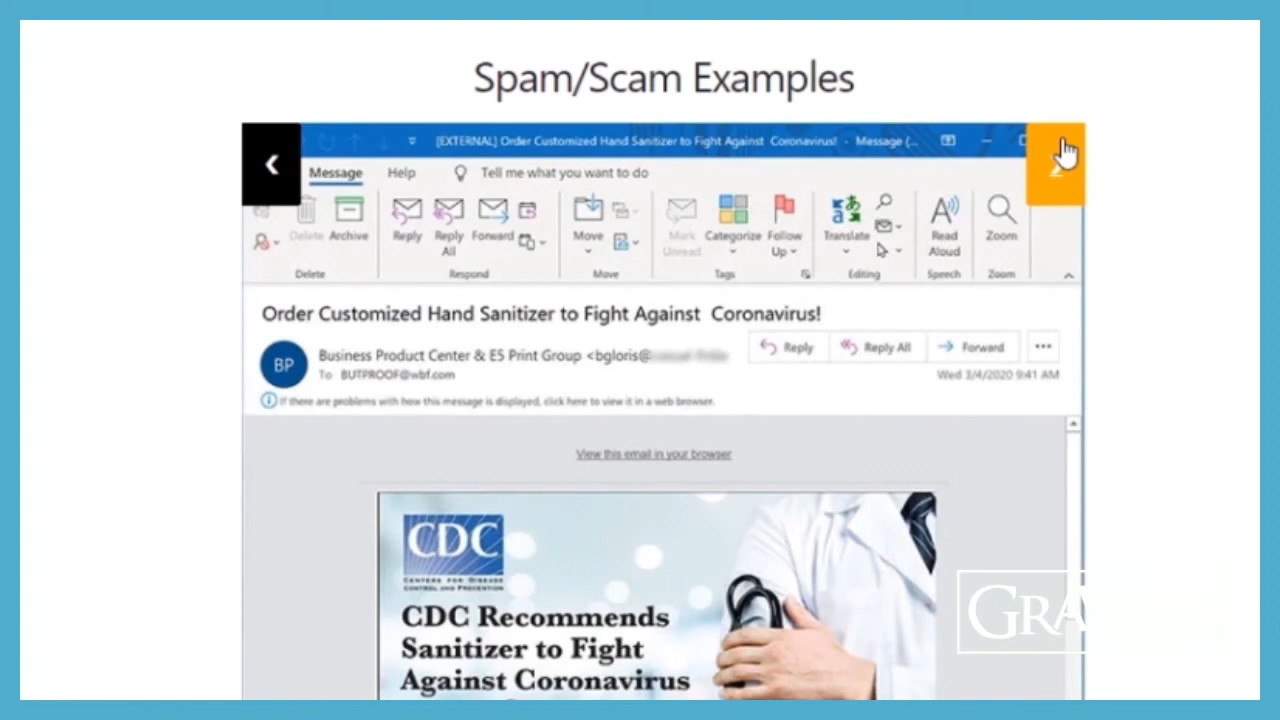 Spam/Scam Examples
[EXTERNAL] Order Customized Hand Sanitizer to Fight Against  Coronavirus!  -  Message (...
Message Help Tell me what you want to do
Delete Archive Reply Reply All Forward Move Mark Unread Categorize Follow Up Translate Read Aloud Zoom
Delete Respond Move Tags Editing Speech Zoom
Order Customized Hand Sanitizer to Fight Against  Coronavirus!
BP
Business Product Center & E5 Print Group <bgloris@
Reply Reply All Forward ...
To BUTPROOF@wbf.com
Wed 3/4/2020 9:41 AM
If there are problems with how this message is displayed, click here to view it in a web browser.
View this email in your browser
CDC
CENTERS FOR DISEASE
CONTROL AND PREVENTION
CDC Recommends
Sanitizer to Fight
Against Coronavirus